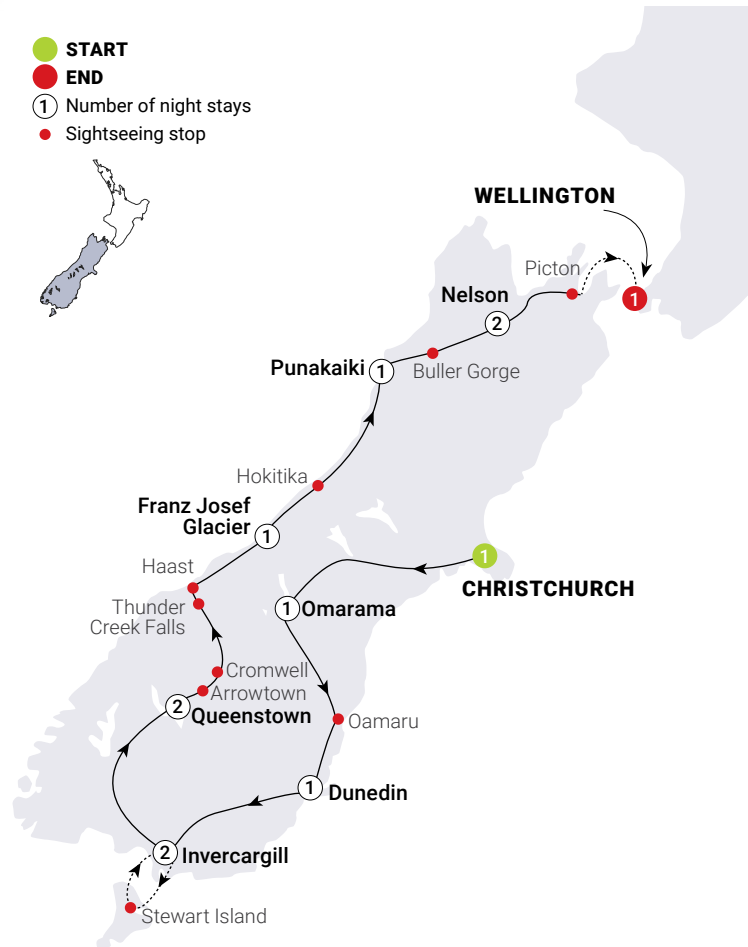 START
END
1 Number of night stays
Sightseeing stop
WELLINGTON
Picton
1
Nelson
2
Punakaiki
1
Buller Gorge
Hokitika
Franz Josef
Glacier
1
1
CHRISTCHURCH
Haast
Thunder
Creek Falls
1
Omarama
Cromwell
Arrowtown
2
Queenstown
Oamaru
1
Dunedin
2
Invercargill
Stewart Island